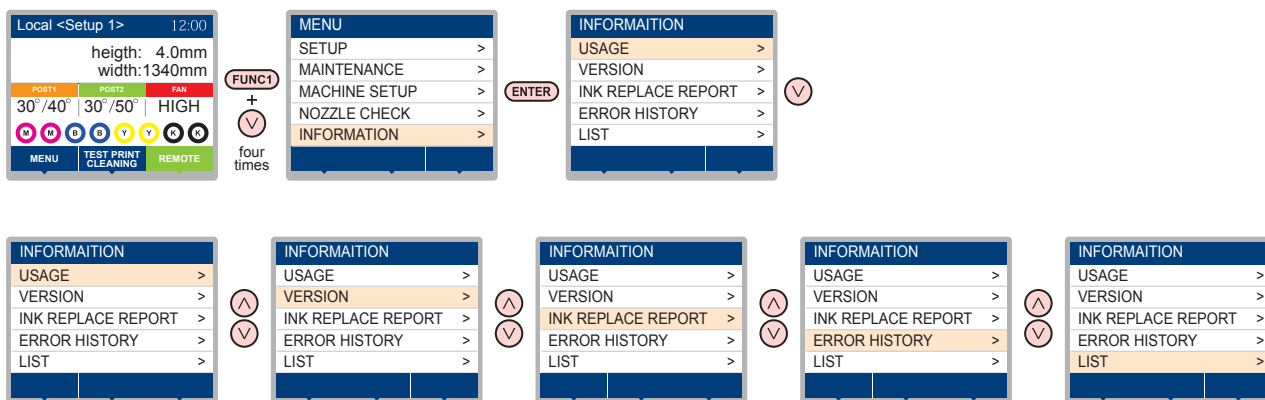 Local <Setup 1> 12:00
heigth: 4.0mm
width:1340mm
POST1 POST2 FAN
30°/40° 30°/50° HIGH
M M B B Y Y K K
MENU TEST PRINT CLEANING REMOTE
FUNC1
+
four
times
MENU
SETUP >
MAINTENANCE >
MACHINE SETUP >
NOZZLE CHECK >
INFORMATION >
ENTER
INFORMAITION
USAGE >
VERSION >
INK REPLACE REPORT >
ERROR HISTORY >
LIST >
INFORMAITION
USAGE >
VERSION >
INK REPLACE REPORT >
ERROR HISTORY >
LIST >
INFORMAITION
USAGE >
VERSION >
INK REPLACE REPORT >
ERROR HISTORY >
LIST >
INFORMAITION
USAGE >
VERSION >
INK REPLACE REPORT >
ERROR HISTORY >
LIST >
INFORMAITION
USAGE >
VERSION >
INK REPLACE REPORT >
ERROR HISTORY >
LIST >
INFORMAITION
USAGE >
VERSION >
INK REPLACE REPORT >
ERROR HISTORY >
LIST >